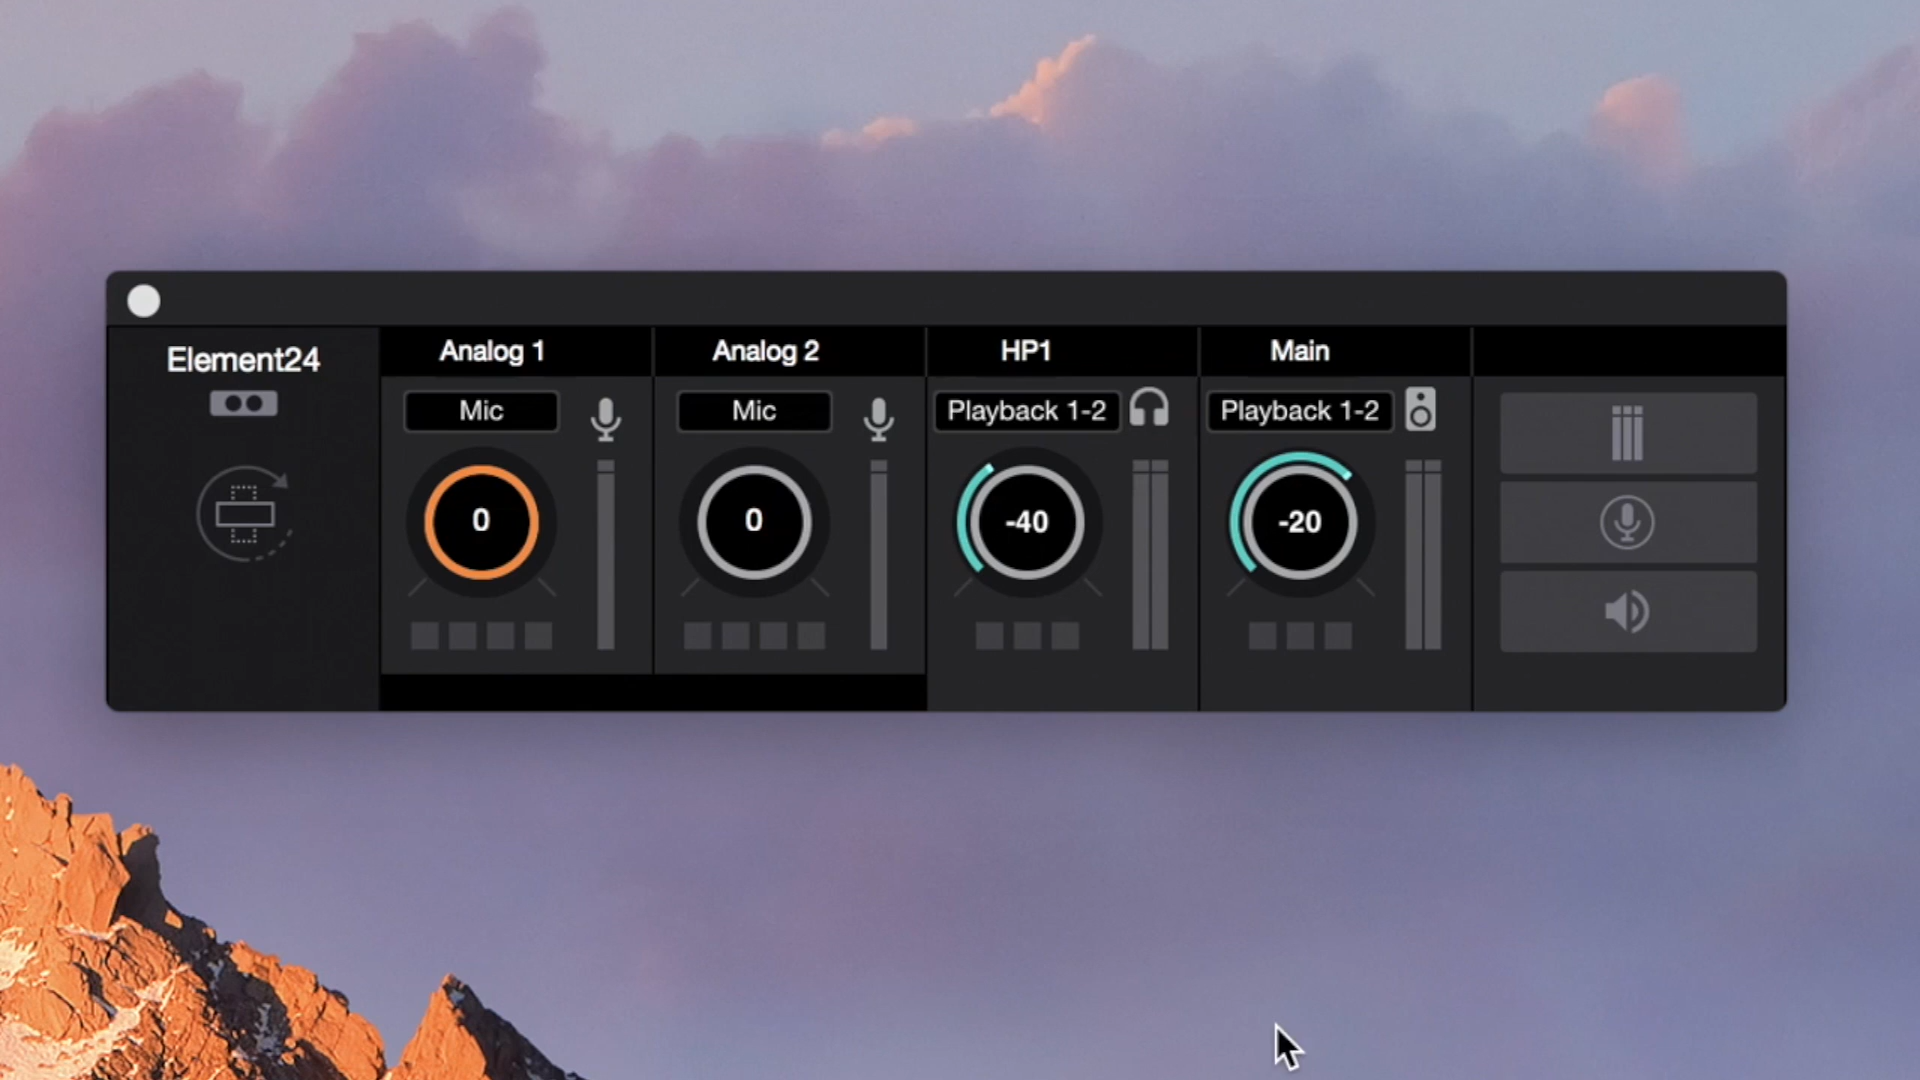 Element24
Analog 1
Analog 2
HP1
Main
Mic
Mic
Playback 1-2
Playback 1-2
0
0
-40
-20